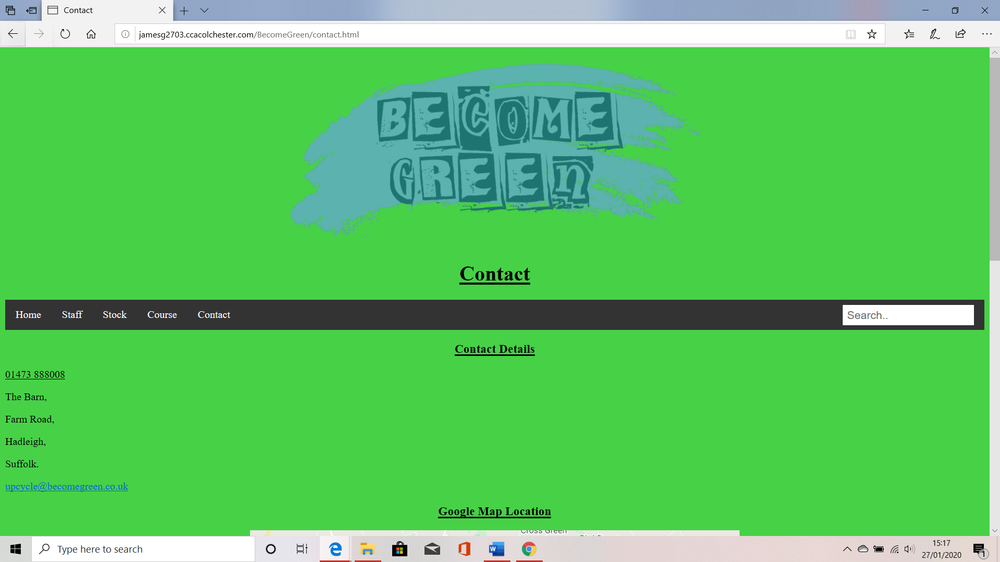 Contact
jamesg2703.ccacolchester.com/BecomeGreen/contact.html
BECOME
GREEn
Contact
Home Staff Stock Course Contact Search..
Contact Details
01473 888008
The Barn,
Farm Road,
Hadleigh,
Suffolk.
upcycle@becomegreen.co.uk
Google Map Location
Cross Green
Type here to search
15:17
27/01/2020
1